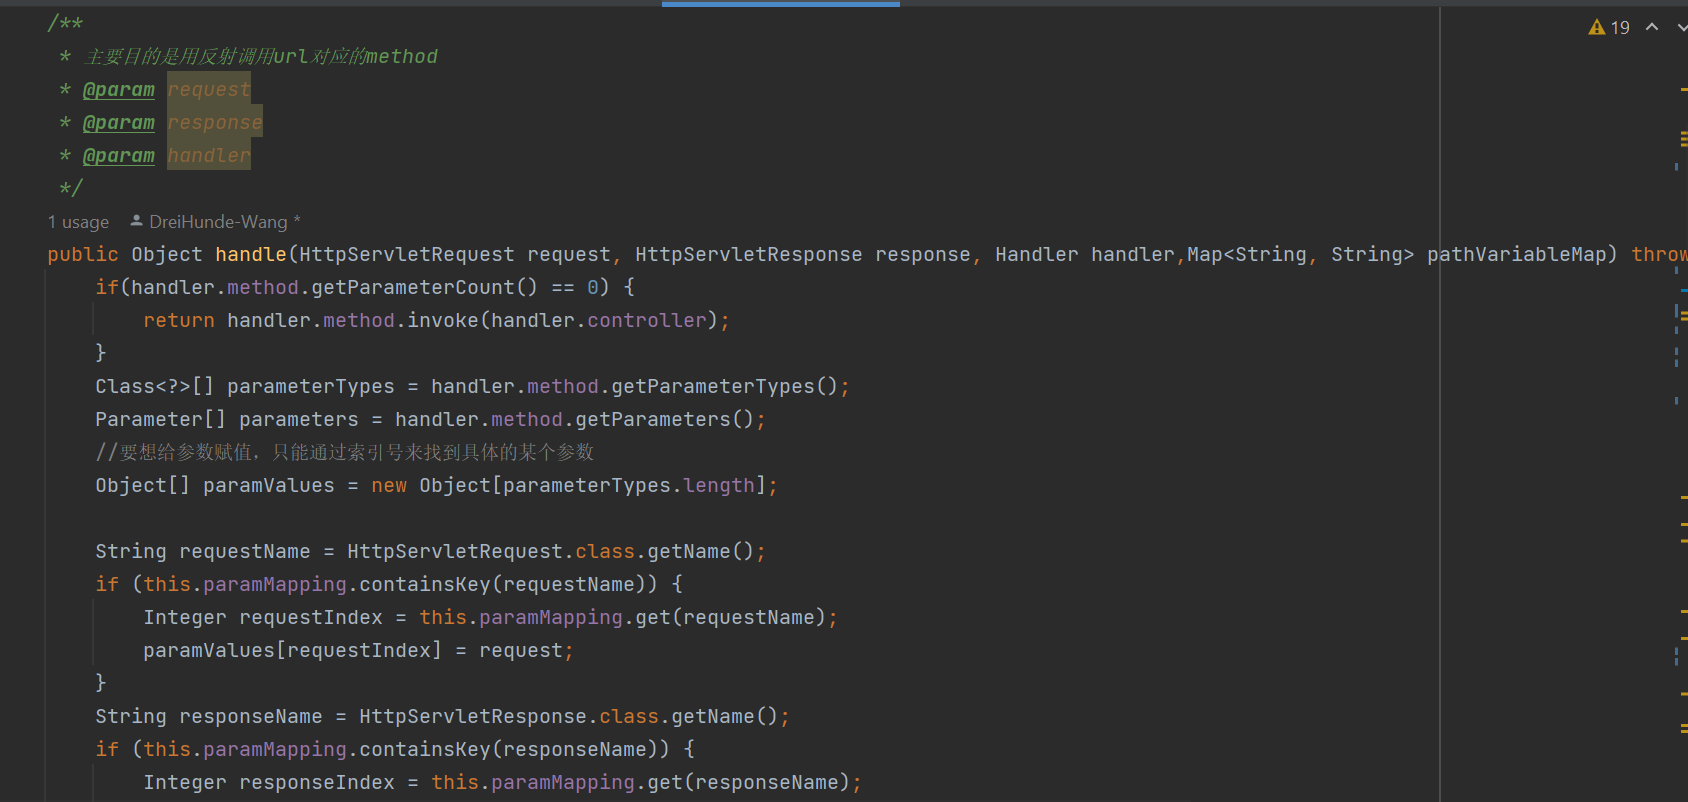 /**
* 主要目的是用反射调用url对应的method
* @param request
* @param response
* @param handler
*/
1 usage DreiHunde-Wang *
public Object handle(HttpServletRequest request, HttpServletResponse response, Handler handler,Map<String, String> pathVariableMap) throw
if(handler.method.getParameterCount() == 0) {
return handler.method.invoke(handler.controller);
}
Class<?>[] parameterTypes = handler.method.getParameterTypes();
Parameter[] parameters = handler.method.getParameters();
//要想给参数赋值，只能通过索引号来找到具体的某个参数
Object[] paramValues = new Object[parameterTypes.length];
String requestName = HttpServletRequest.class.getName();
if (this.paramMapping.containsKey(requestName)) {
Integer requestIndex = this.paramMapping.get(requestName);
paramValues[requestIndex] = request;
}
String responseName = HttpServletResponse.class.getName();
if (this.paramMapping.containsKey(responseName)) {
Integer responseIndex = this.paramMapping.get(responseName);
19